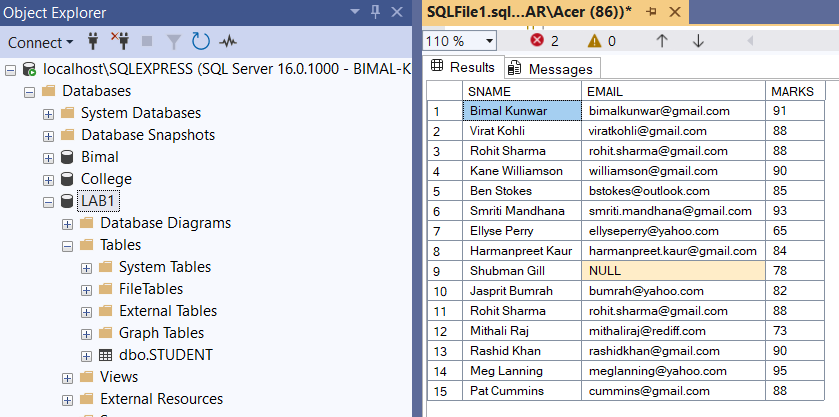 Object Explorer
Connect
localhost\SQLEXPRESS (SQL Server 16.0.1000 - BIMAL-K
Databases
System Databases
Database Snapshots
Bimal
College
LAB1
Database Diagrams
Tables
System Tables
FileTables
External Tables
Graph Tables
dbo.STUDENT
Views
External Resources
SQLFile1.sql...AR\Acer (86))*
110 % 2 0
Results Messages
SNAME EMAIL MARKS
1 Bimal Kunwar bimalkunwar@gmail.com 91
2 Virat Kohli viratkohli@gmail.com 88
3 Rohit Sharma rohit.sharma@gmail.com 88
4 Kane Williamson williamson@gmail.com 90
5 Ben Stokes bstokes@outlook.com 85
6 Smriti Mandhana smriti.mandhana@gmail.com 93
7 Ellyse Perry ellyseperry@yahoo.com 65
8 Harmanpreet Kaur harmanpreet.kaur@gmail.com 84
9 Shubman Gill NULL 78
10 Jasprit Bumrah bumrah@yahoo.com 82
11 Rohit Sharma rohit.sharma@gmail.com 88
12 Mithali Raj mithaliraj@rediff.com 73
13 Rashid Khan rashidkhan@gmail.com 90
14 Meg Lanning meglanning@yahoo.com 95
15 Pat Cummins cummins@gmail.com 88